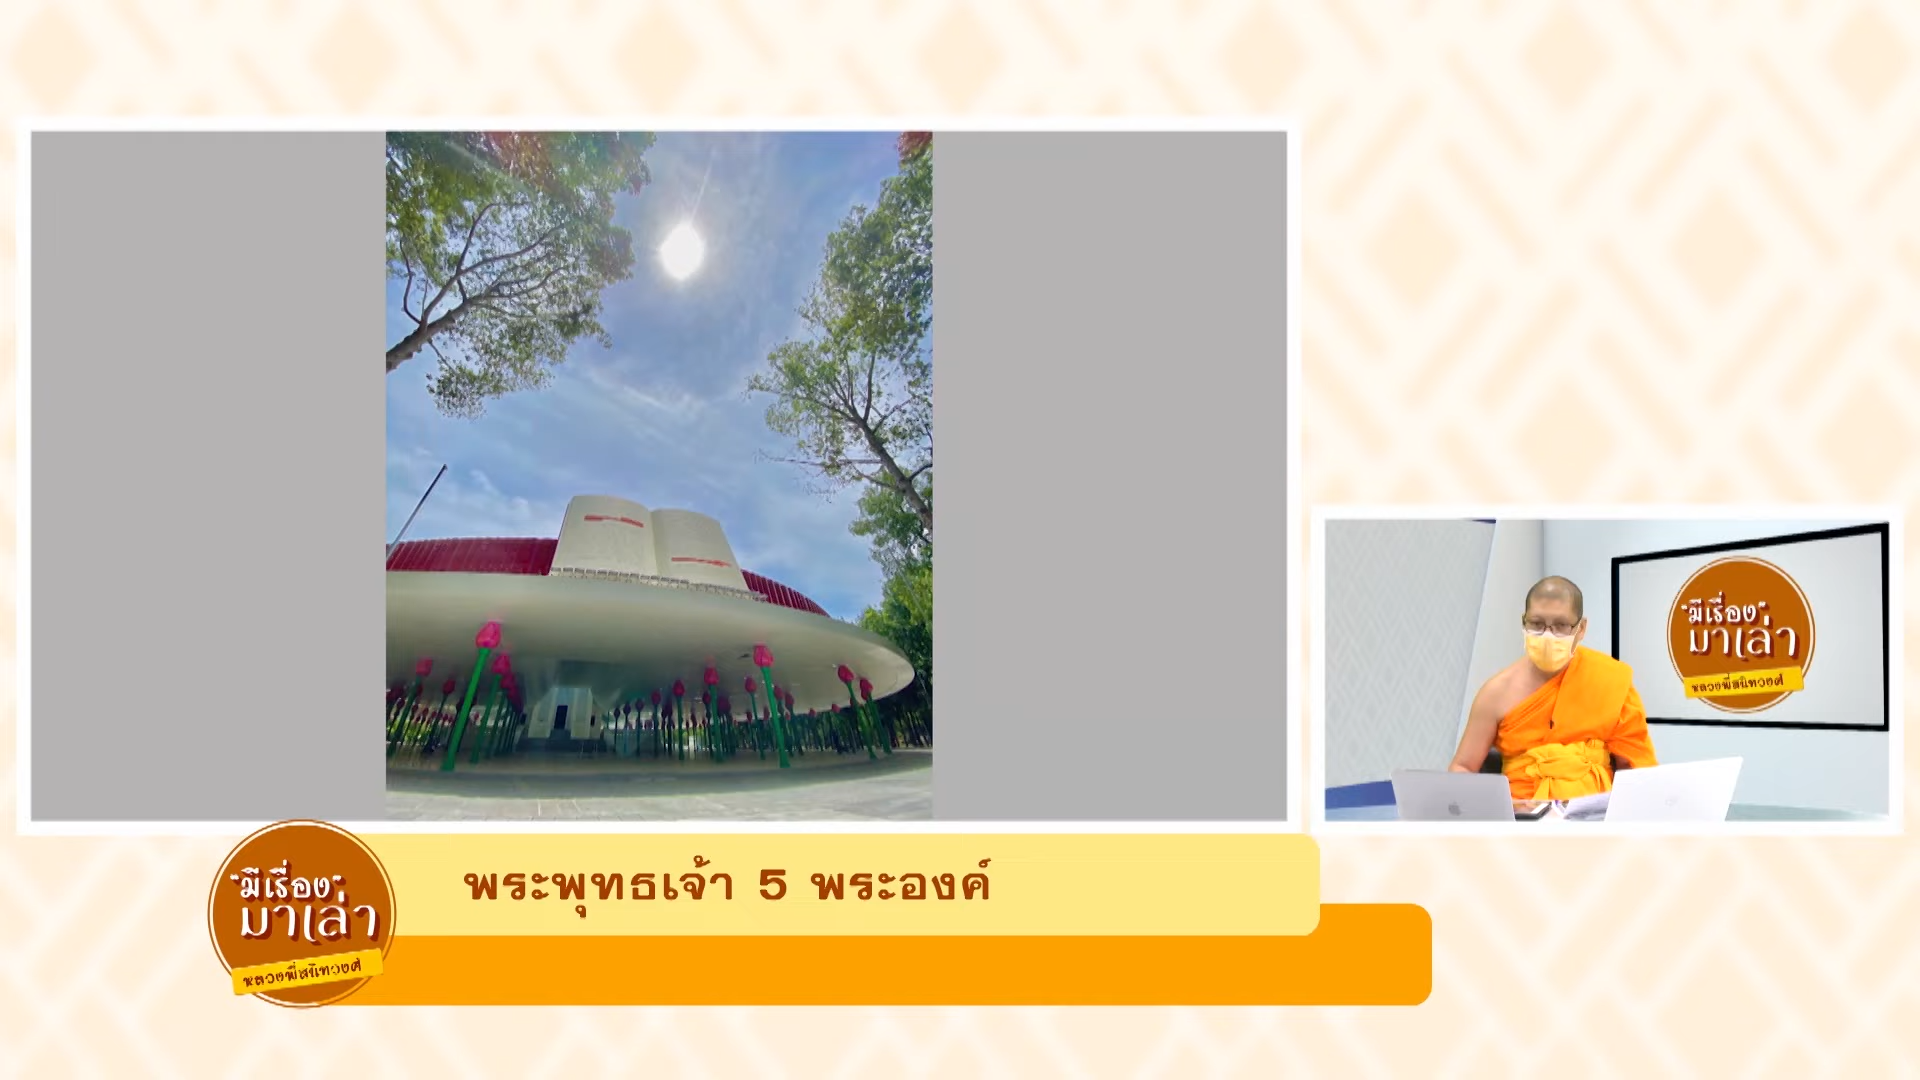 "มีเรื่อง"
มาเล่า
หลวงพี่สนิทวงศ์
พระพุทธเจ้า 5 พระองค์
"มีเรื่อง"
มาเล่า
หลวงพี่สนิทวงศ์